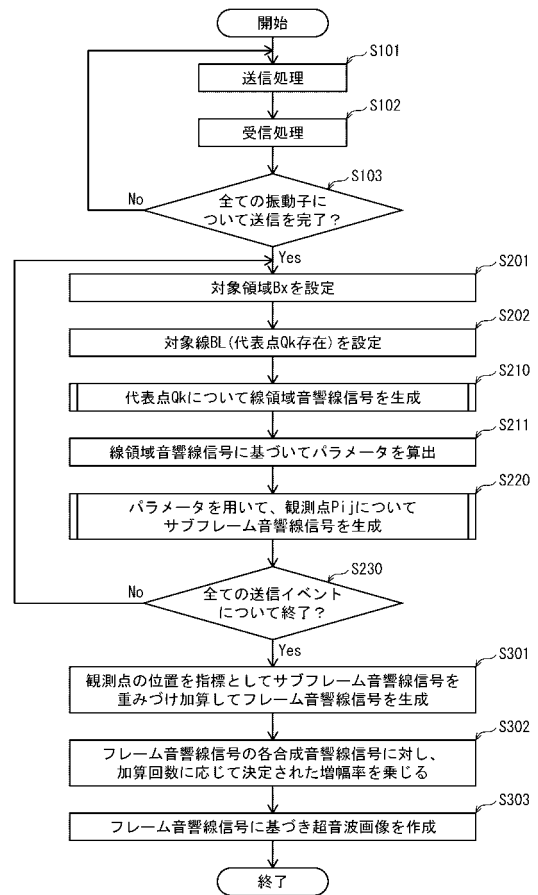 開始
S101
送信処理
S102
受信処理
S103
全ての振動子に
ついて送信を完了？
No
Yes
S201
対象領域Bxを設定
S202
対象線BL(代表点Qk存在)を設定
S210
代表点Qkについて線領域音響線信号を生成
S211
線領域音響線信号に基づいてパラメータを算出
S220
パラメータを用いて、観測点Pijについて
サブフレーム音響線信号を生成
S230
全ての送信イベント
について終了？
No
Yes
S301
観測点の位置を指標としてサブフレーム音響線信号を
重みづけ加算してフレーム音響線信号を生成
S302
フレーム音響線信号の各合成音響線信号に対し、
加算回数に応じて決定された増幅率を乗じる
S303
フレーム音響線信号に基づき超音波画像を作成
終了